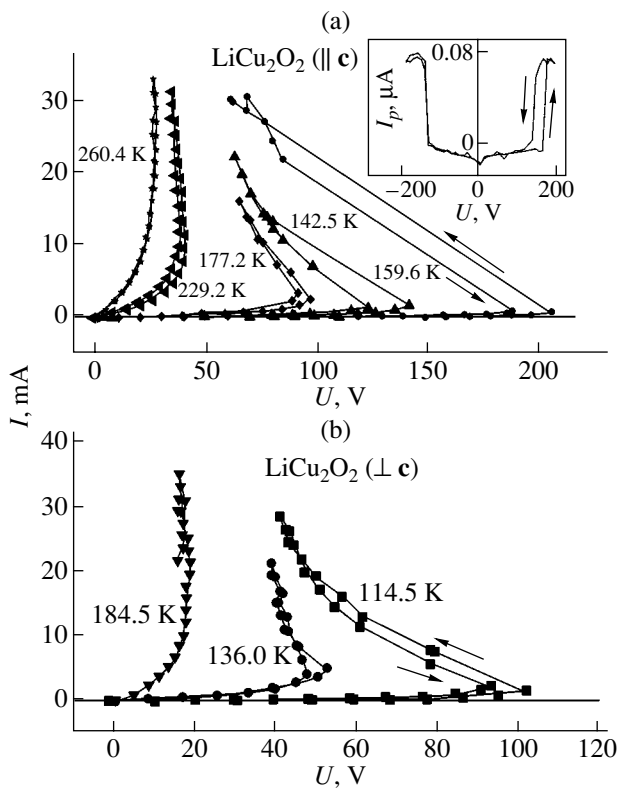 (a)
LiCu₂O₂ (|| c)
30
20
10
0
260.4 K
229.2 K
177.2 K
142.5 K
159.6 K
0 50 100 150 200
U, V
I_p, μA
0.08
0
−200 0 200
U, V
I, mA
(b)
LiCu₂O₂ (⊥ c)
40
30
20
10
0
184.5 K
136.0 K
114.5 K
0 20 40 60 80 100 120
U, V